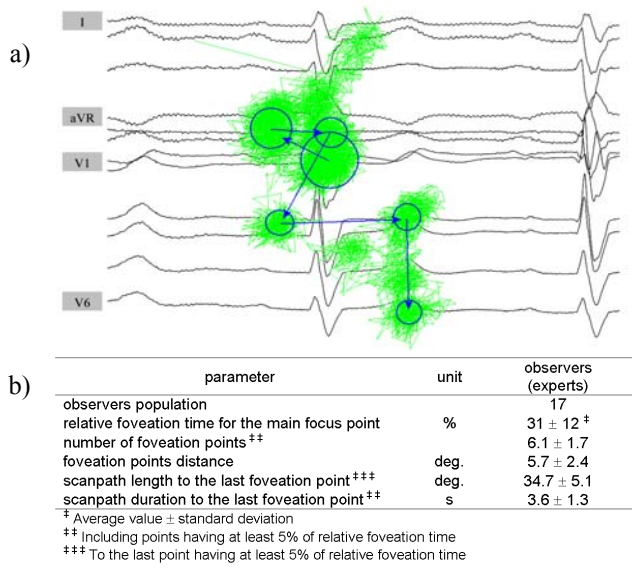 a)
I
aVR
V1
V6
b)
parameter unit observers (experts)
observers population 17
relative foveation time for the main focus point % 31 ± 12 ‡
number of foveation points ‡‡ 6.1 ± 1.7
foveation points distance deg. 5.7 ± 2.4
scanpath length to the last foveation point ‡‡‡ deg. 34.7 ± 5.1
scanpath duration to the last foveation point ‡‡ s 3.6 ± 1.3
‡ Average value ± standard deviation
‡‡ Including points having at least 5% of relative foveation time
‡‡‡ To the last point having at least 5% of relative foveation time